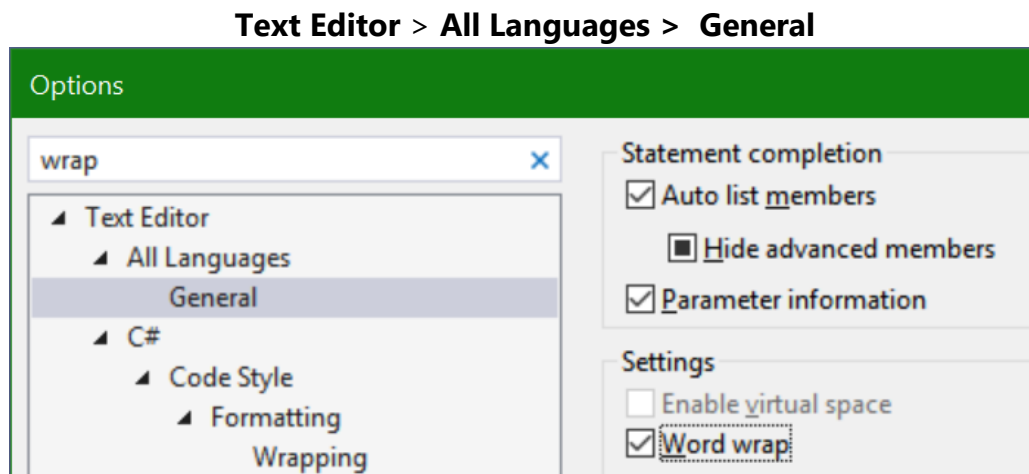 Text Editor > All Languages > General
Options
wrap
Text Editor
All Languages
General
C#
Code Style
Formatting
Wrapping
Statement completion
Auto list members
Hide advanced members
Parameter information
Settings
Enable virtual space
Word wrap